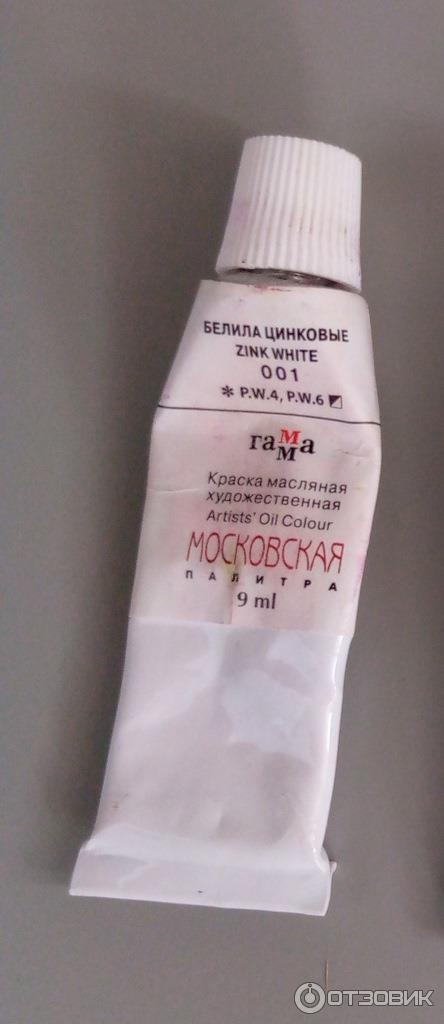 БЕЛИЛА ЦИНКОВЫЕ
ZINK WHITE
001
* P.W.4, P.W.6
гамма
Краска масляная
художественная
Artists' Oil Colour
МОСКОВСКАЯ
ПАЛИТРА
9 ml
ОТЗОВИК